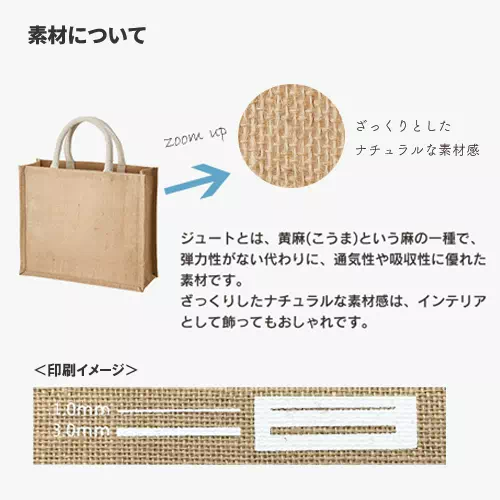 素材について
zoom up
ざっくりとした
ナチュラルな素材感
ジュートとは、黄麻(こうま)という麻の一種で、
弾力性がない代わりに、通気性や吸収性に優れた
素材です。
ざっくりしたナチュラルな素材感は、インテリア
として飾ってもおしゃれです。
＜印刷イメージ＞
1.0mm
3.0mm